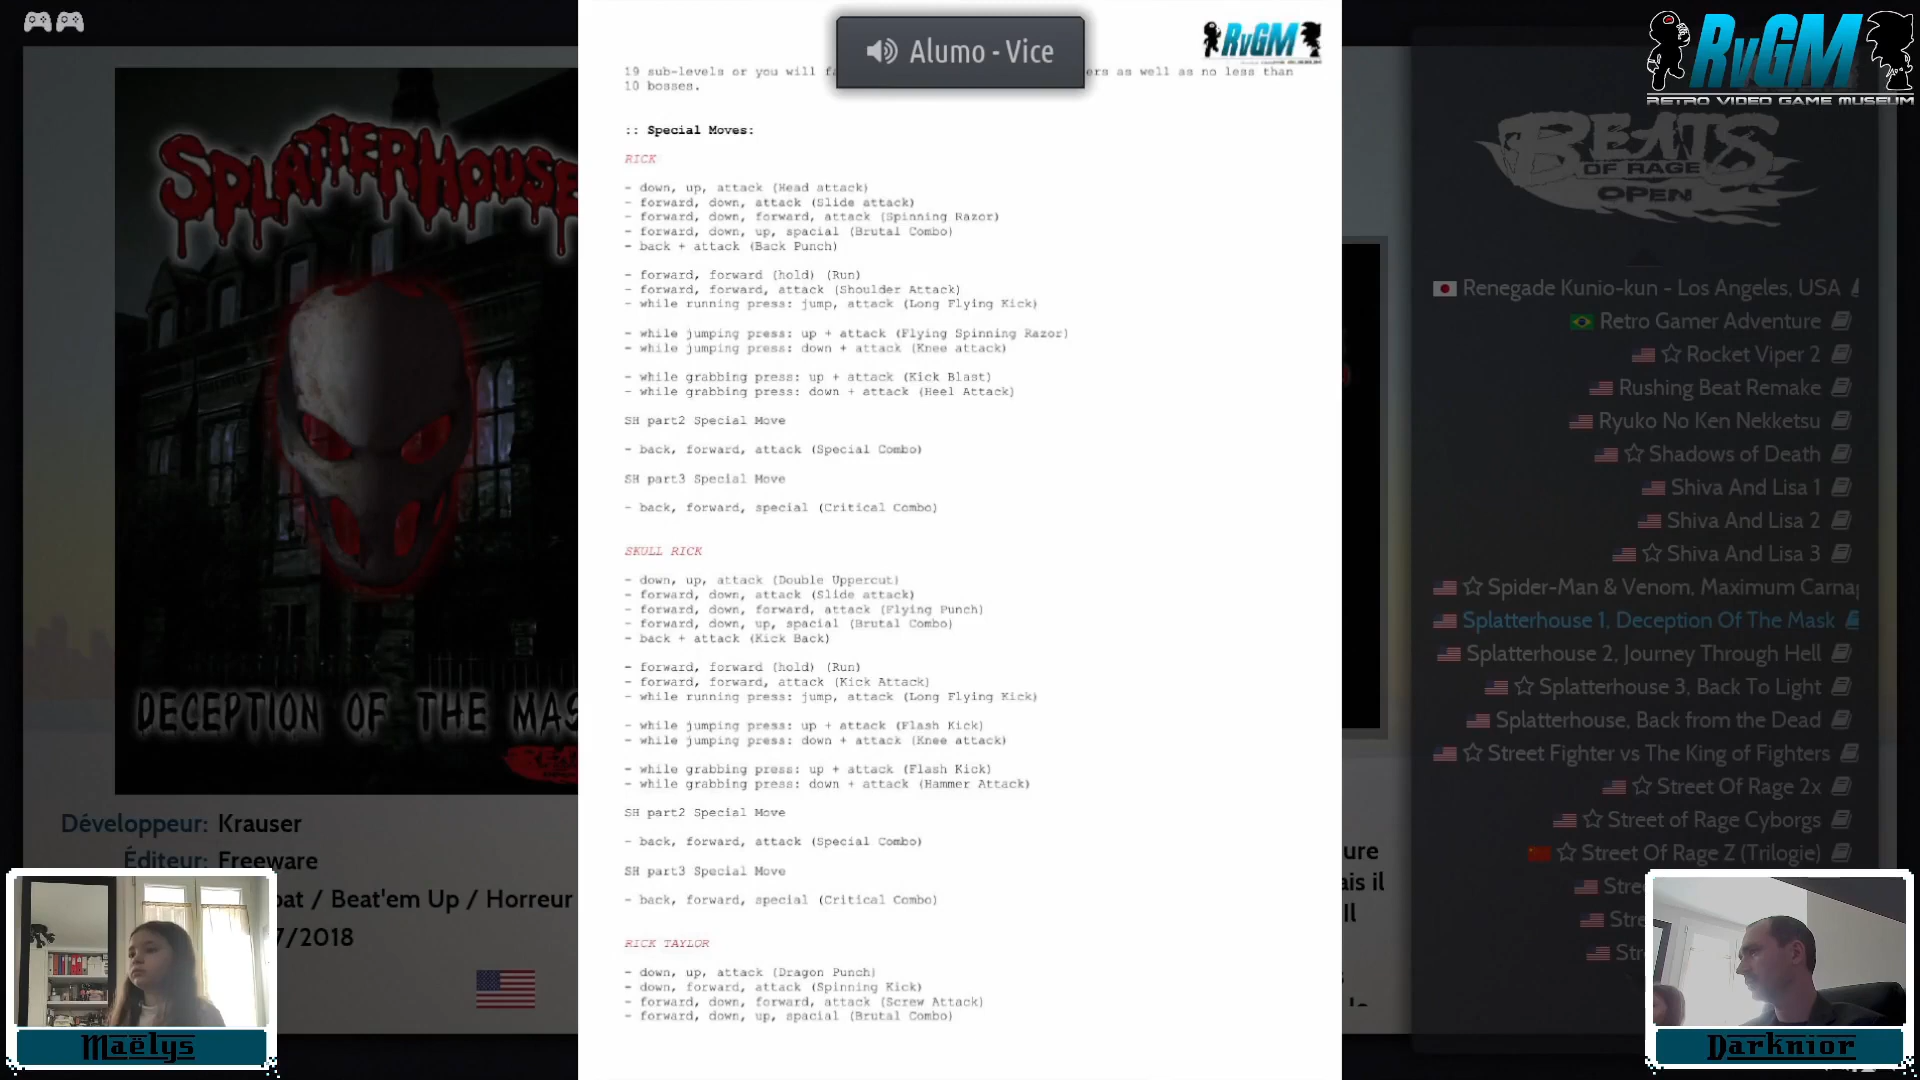 Alumo - Vice
RvGM
RvGM
RETRO VIDEO GAME MUSEUM
19 sub-levels or you will
ers as well as no less than
10 bosses.
:: Special Moves:
RICK
- down, up, attack (Head attack)
- forward, down, attack (Slide attack)
- forward, down, forward, attack (Spinning Razor)
- forward, down, up, spacial (Brutal Combo)
- back + attack (Back Punch)
- forward, forward (hold) (Run)
- forward, forward, attack (Shoulder Attack)
- while running press: jump, attack (Long Flying Kick)
- while jumping press: up + attack (Flying Spinning Razor)
- while jumping press: down + attack (Knee attack)
- while grabbing press: up + attack (Kick Blast)
- while grabbing press: down + attack (Heel Attack)
SH part2 Special Move
- back, forward, attack (Special Combo)
SH part3 Special Move
- back, forward, special (Critical Combo)
SKULL RICK
- down, up, attack (Double Uppercut)
- forward, down, attack (Slide attack)
- forward, down, forward, attack (Flying Punch)
- forward, down, up, spacial (Brutal Combo)
- back + attack (Kick Back)
- forward, forward (hold) (Run)
- forward, forward, attack (Kick Attack)
- while running press: jump, attack (Long Flying Kick)
- while jumping press: up + attack (Flash Kick)
- while jumping press: down + attack (Knee attack)
- while grabbing press: up + attack (Flash Kick)
- while grabbing press: down + attack (Hammer Attack)
SH part2 Special Move
- back, forward, attack (Special Combo)
SH part3 Special Move
- back, forward, special (Critical Combo)
RICK TAYLOR
- down, up, attack (Dragon Punch)
- down, forward, attack (Spinning Kick)
- forward, down, forward, attack (Screw Attack)
- forward, down, up, spacial (Brutal Combo)
SPLATTERHOUSE
DECEPTION OF THE MAS
Développeur: Krauser
Éditeur: Freeware
bat / Beat'em Up / Horreur
7/2018
BEATS
OF RAGE
OPEN
Renegade Kunio-kun - Los Angeles, USA
Retro Gamer Adventure
Rocket Viper 2
Rushing Beat Remake
Ryuko No Ken Nekketsu
Shadows of Death
Shiva And Lisa 1
Shiva And Lisa 2
Shiva And Lisa 3
Spider-Man & Venom, Maximum Carnag
Splatterhouse 1, Deception Of The Mask
Splatterhouse 2, Journey Through Hell
Splatterhouse 3, Back To Light
Splatterhouse, Back from the Dead
Street Fighter vs The King of Fighters
Street Of Rage 2x
Street of Rage Cyborgs
Street Of Rage Z (Trilogie)
Stre
Str
Str
ure
ais il
Il
Maëlys
Darknior